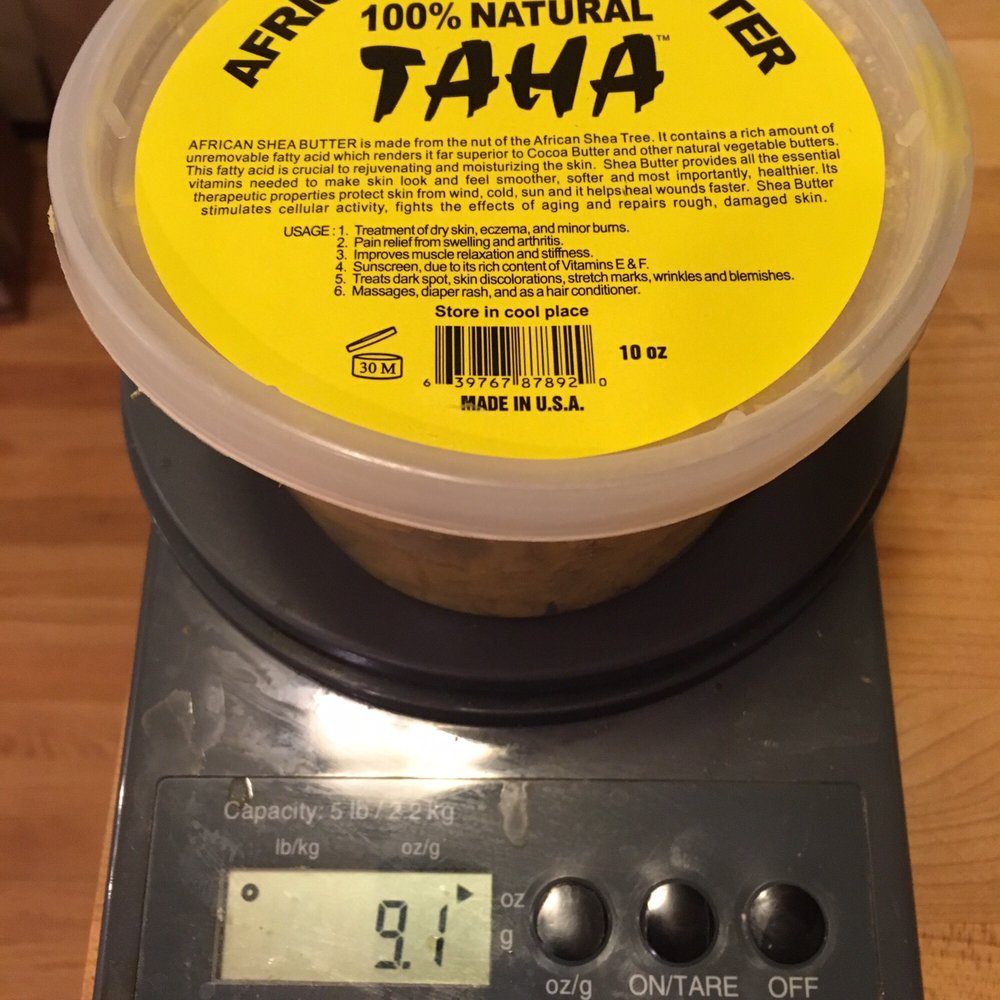 100% NATURAL
TAHA™
AFRICAN SHEA BUTTER is made from the nut of the African Shea Tree. It contains a rich amount of
unremovable fatty acid which renders it far superior to Cocoa Butter and other natural vegetable butters.
This fatty acid is crucial to rejuvenating and moisturizing the skin. Shea Butter provides all the essential
vitamins needed to make skin look and feel smoother, softer and most importantly, healthier. Its
therapeutic properties protect skin from wind, cold, sun and it helps heal wounds faster. Shea Butter
stimulates cellular activity, fights the effects of aging and repairs rough, damaged skin.
USAGE : 1. Treatment of dry skin, eczema, and minor burns.
2. Pain relief from swelling and arthritis.
3. Improves muscle relaxation and stiffness.
4. Sunscreen, due to its rich content of Vitamins E & F.
5. Treats dark spot, skin discolorations, stretch marks, wrinkles and blemishes.
6. Massages, diaper rash, and as a hair conditioner.
Store in cool place
30 M
10 oz
6 39767 87892 0
MADE IN U.S.A.
Capacity: 5 lb / 2.2 kg
lb/kg oz/g
9.1
oz
g
oz/g ON/TARE OFF